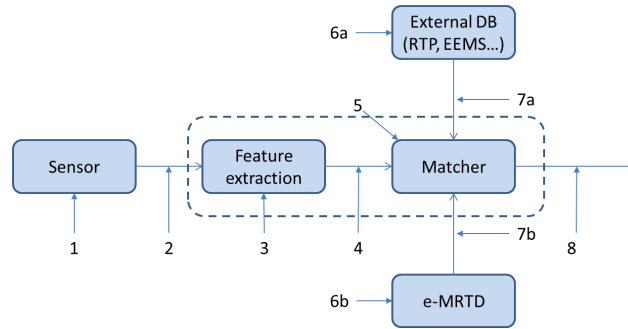 External DB
(RTP, EEMS…)
6a
7a
5
Sensor
Feature
extraction
Matcher
1
2
3
4
7b
8
e-MRTD
6b